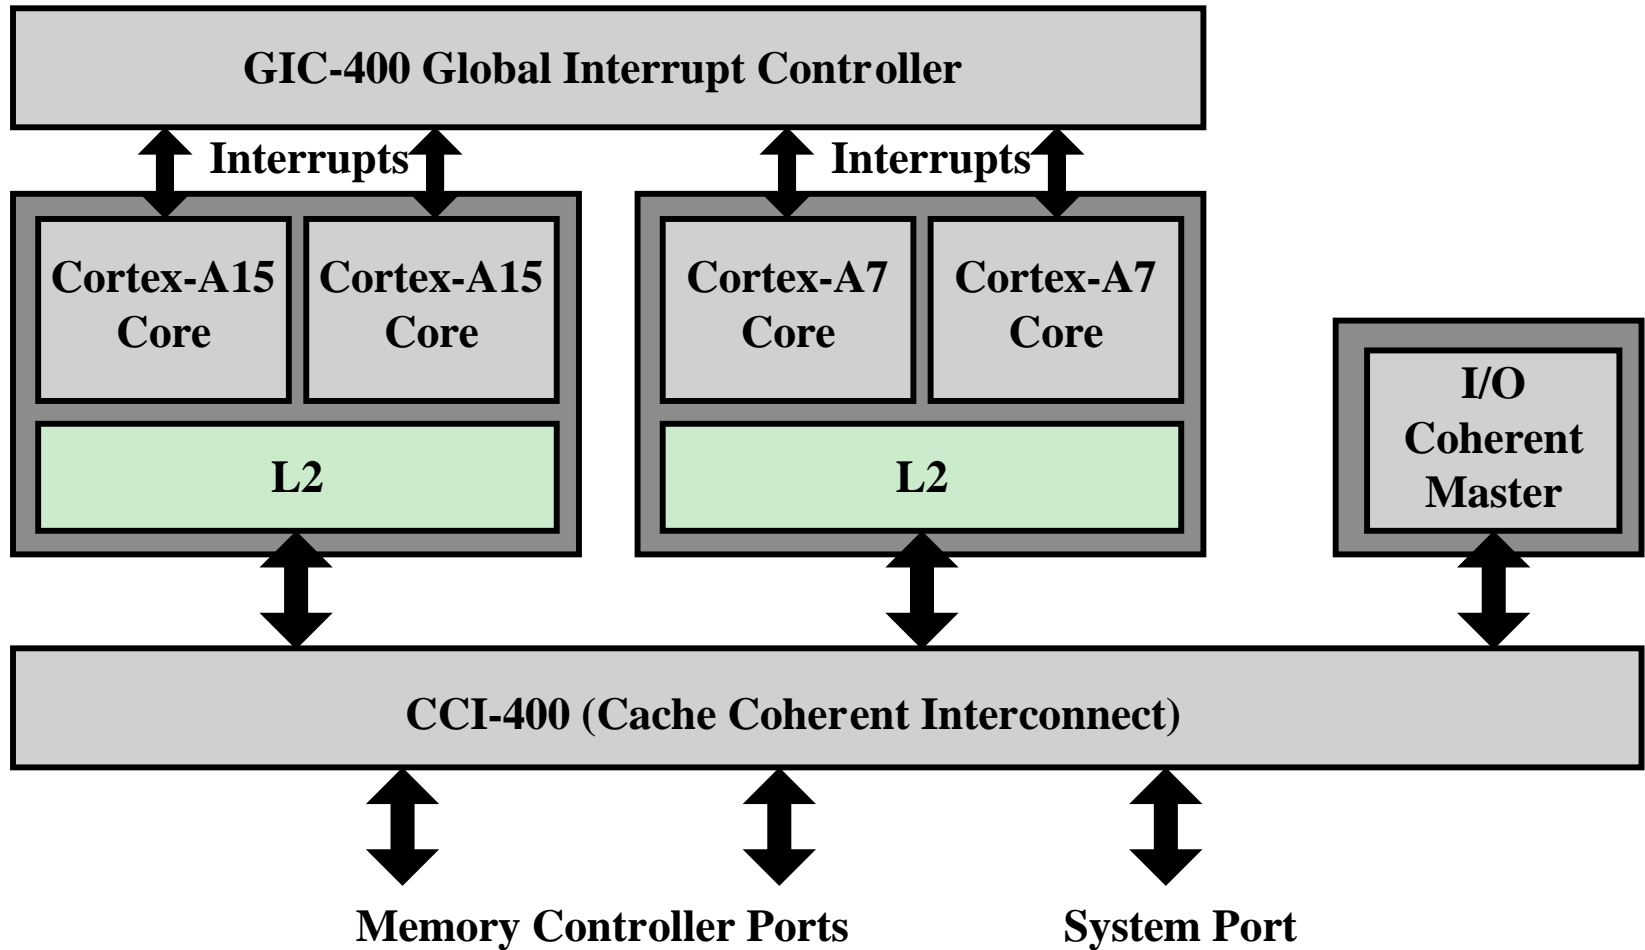 GIC-400 Global Interrupt Controller
Interrupts
Interrupts
Cortex-A15
Core
Cortex-A15
Core
Cortex-A7
Core
Cortex-A7
Core
L2
L2
I/O
Coherent
Master
CCI-400 (Cache Coherent Interconnect)
Memory Controller Ports
System Port